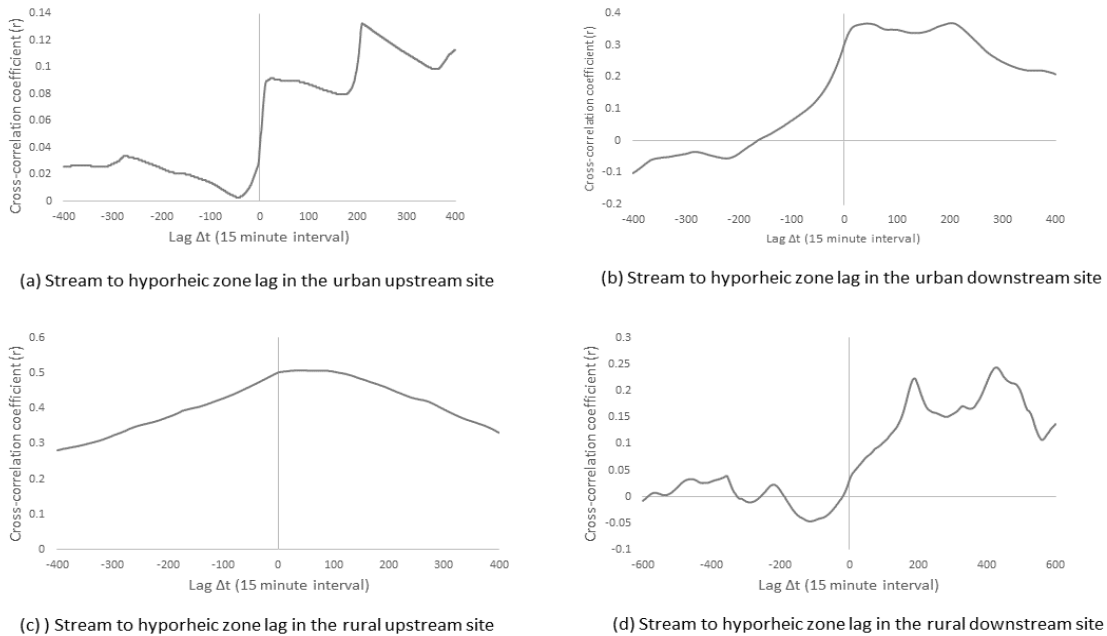 Cross-correlation coefficient (r)
0.14
0.12
0.1
0.08
0.06
0.04
0.02
0
-400 -300 -200 -100 0 100 200 300 400
Lag Δt (15 minute interval)
(a) Stream to hyporheic zone lag in the urban upstream site
Cross-correlation coefficient (r)
0.4
0.3
0.2
0.1
0
-0.1
-0.2
-400 -300 -200 -100 0 100 200 300 400
Lag Δt (15 minute interval)
(b) Stream to hyporheic zone lag in the urban downstream site
Cross-correlation coefficient (r)
0.6
0.5
0.4
0.3
0.2
0.1
0
-400 -300 -200 -100 0 100 200 300 400
Lag Δt (15 minute interval)
(c) ) Stream to hyporheic zone lag in the rural upstream site
Cross-correlation coefficient (r)
0.3
0.25
0.2
0.15
0.1
0.05
0
-0.05
-0.1
-600 -400 -200 0 200 400 600
Lag Δt (15 minute interval)
(d) Stream to hyporheic zone lag in the rural downstream site